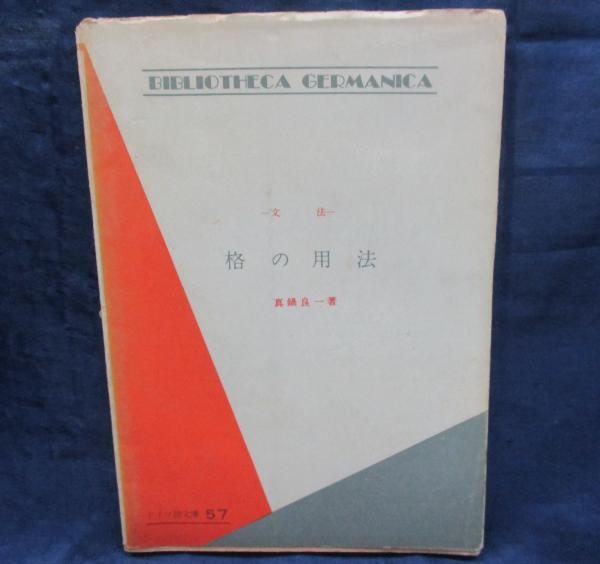 BIBLIOTHECA GERMANICA
—文 法—
格の用法
真鍋良一著
ドイツ語文庫 57